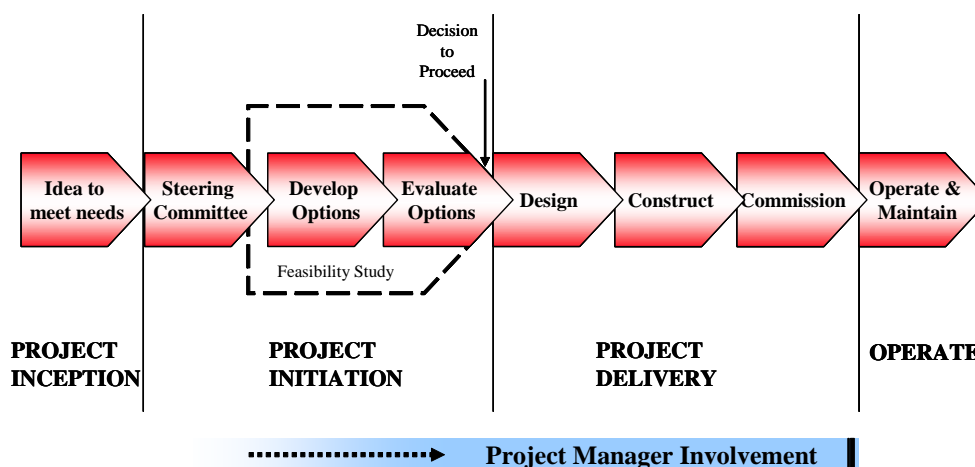 Decision
to
Proceed
Idea to
meet needs
Steering
Committee
Develop
Options
Evaluate
Options
Design
Construct
Commission
Operate &
Maintain
Feasibility Study
PROJECT
INCEPTION
PROJECT
INITIATION
PROJECT
DELIVERY
OPERATE
Project Manager Involvement